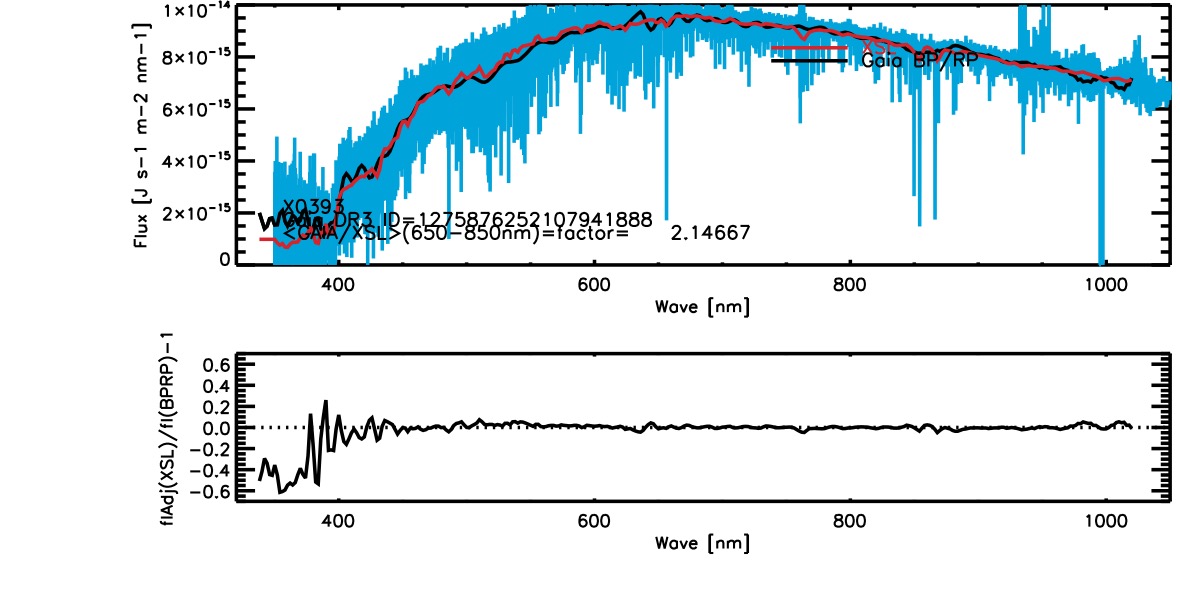 1×10⁻¹⁴
8×10⁻¹⁵
6×10⁻¹⁵
4×10⁻¹⁵
2×10⁻¹⁵
0
Flux [J s−1 m−2 nm−1]
XSL
Gaia BP/RP
X0393
Gaia DR3 ID=1275876252107941888
<GAIA/XSL>(650−850nm)=factor= 2.14667
400 600 800 1000
Wave [nm]
0.6
0.4
0.2
0.0
−0.2
−0.4
−0.6
flAdj(XSL)/fl(BPRP)−1
400 600 800 1000
Wave [nm]